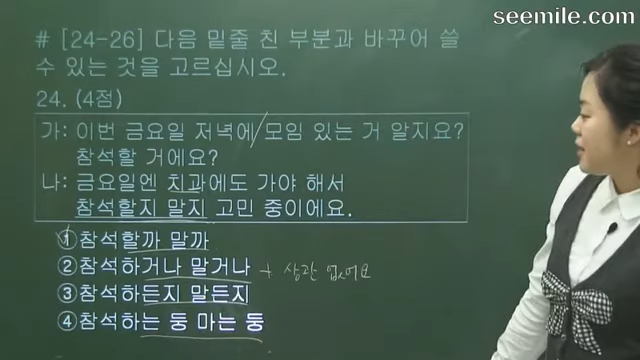 seemile.com
# [24-26] 다음 밑줄 친 부분과 바꾸어 쓸
수 있는 것을 고르십시오.
24. (4점)
가: 이번 금요일 저녁에 모임 있는 거 알지요?
참석할 거에요?
나: 금요일엔 치과에도 가야 해서
참석할지 말지 고민 중이에요.
① 참석할까 말까
② 참석하거나 말거나 + 상관 없어요
③ 참석하든지 말든지
④ 참석하는 둥 마는 둥